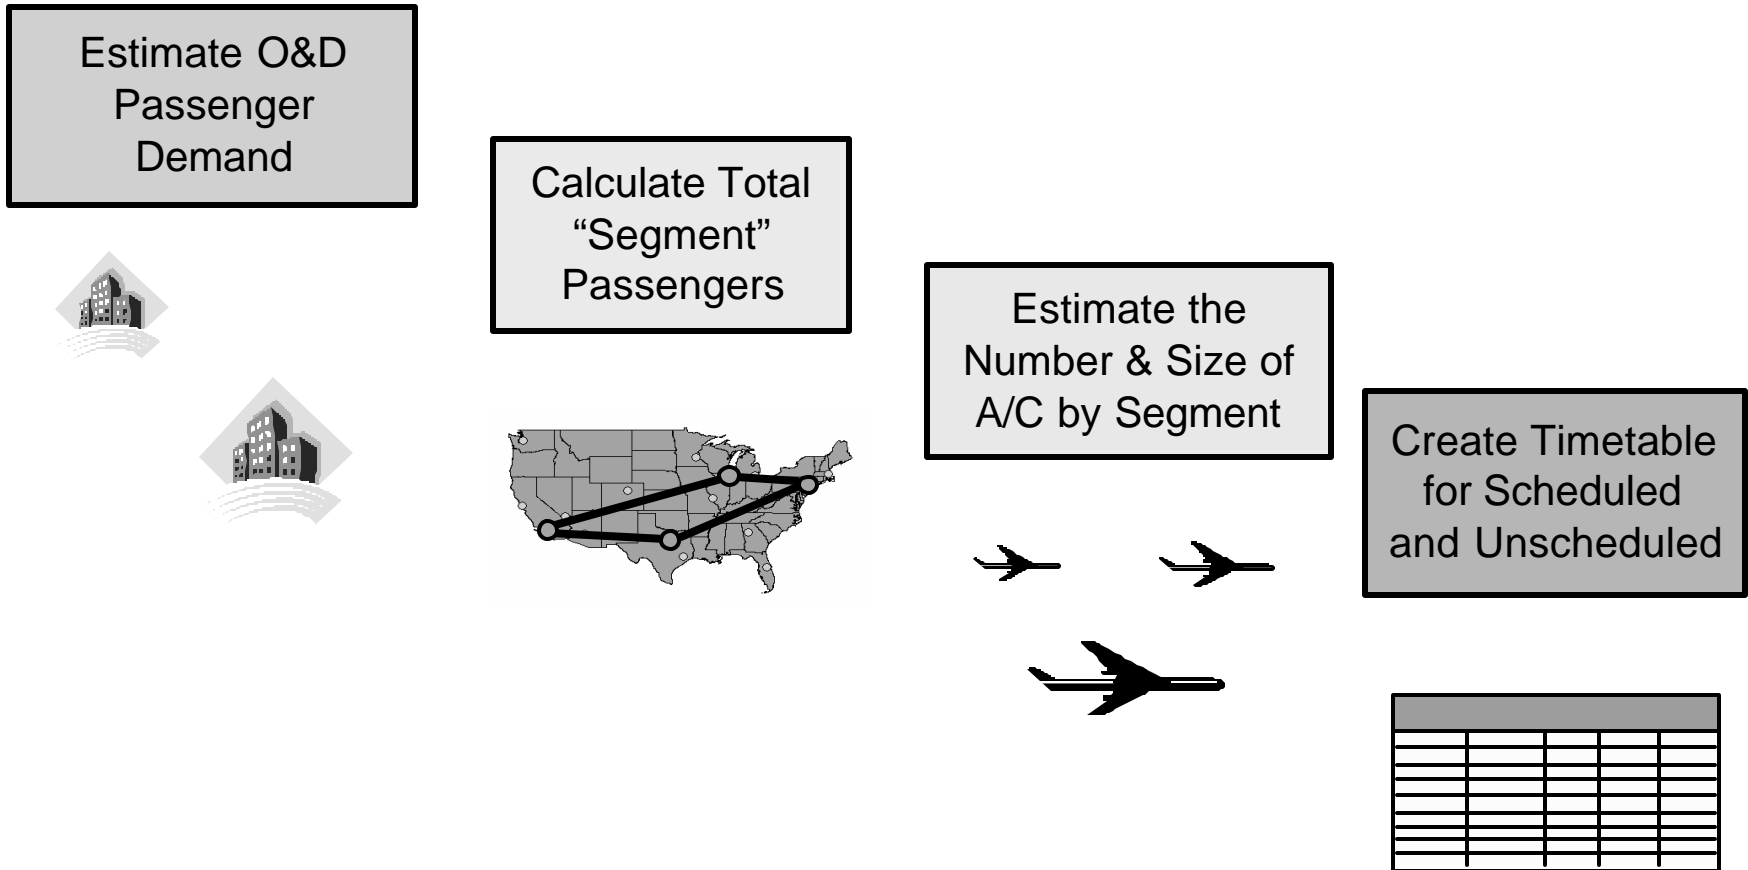 Estimate O&D
Passenger
Demand
Calculate Total
“Segment”
Passengers
Estimate the
Number & Size of
A/C by Segment
Create Timetable
for Scheduled
and Unscheduled